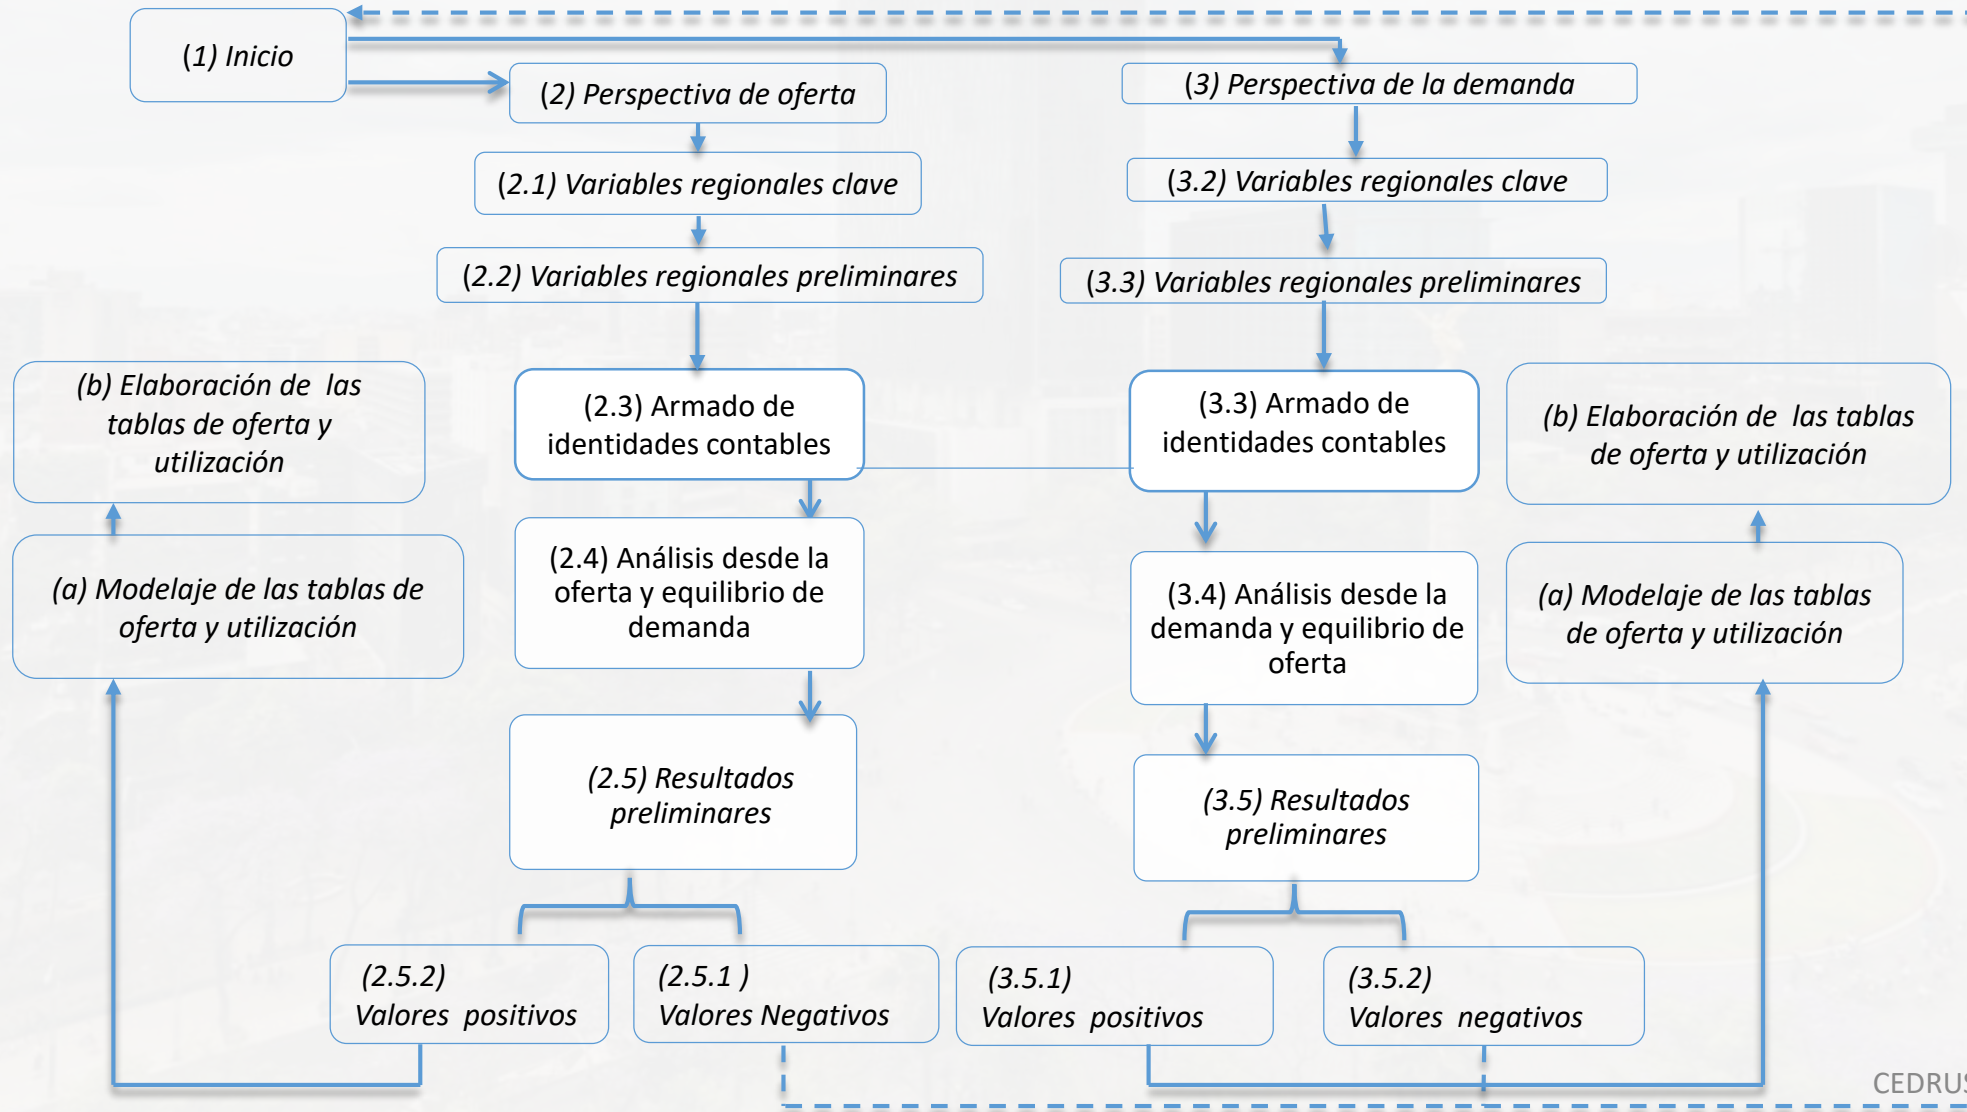 (1) Inicio
(2) Perspectiva de oferta
(3) Perspectiva de la demanda
(2.1) Variables regionales clave
(3.2) Variables regionales clave
(2.2) Variables regionales preliminares
(3.3) Variables regionales preliminares
(b) Elaboración de las
tablas de oferta y
utilización
(2.3) Armado de
identidades contables
(3.3) Armado de
identidades contables
(b) Elaboración de las tablas
de oferta y utilización
(a) Modelaje de las tablas de
oferta y utilización
(2.4) Análisis desde la
oferta y equilibrio de
demanda
(3.4) Análisis desde la
demanda y equilibrio de
oferta
(a) Modelaje de las tablas
de oferta y utilización
(2.5) Resultados
preliminares
(3.5) Resultados
preliminares
(2.5.2)
Valores positivos
(2.5.1 )
Valores Negativos
(3.5.1)
Valores positivos
(3.5.2)
Valores negativos
CEDRUS